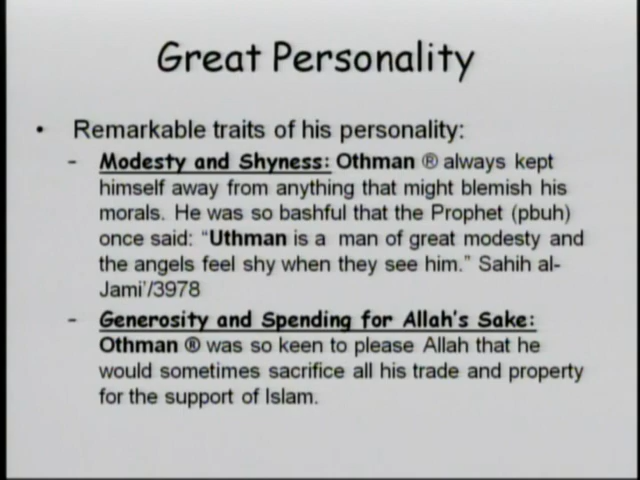 Great Personality
• Remarkable traits of his personality:
- Modesty and Shyness: Othman ® always kept
himself away from anything that might blemish his
morals. He was so bashful that the Prophet (pbuh)
once said: “Uthman is a man of great modesty and
the angels feel shy when they see him.” Sahih al-
Jami’/3978
- Generosity and Spending for Allah’s Sake:
Othman ® was so keen to please Allah that he
would sometimes sacrifice all his trade and property
for the support of Islam.